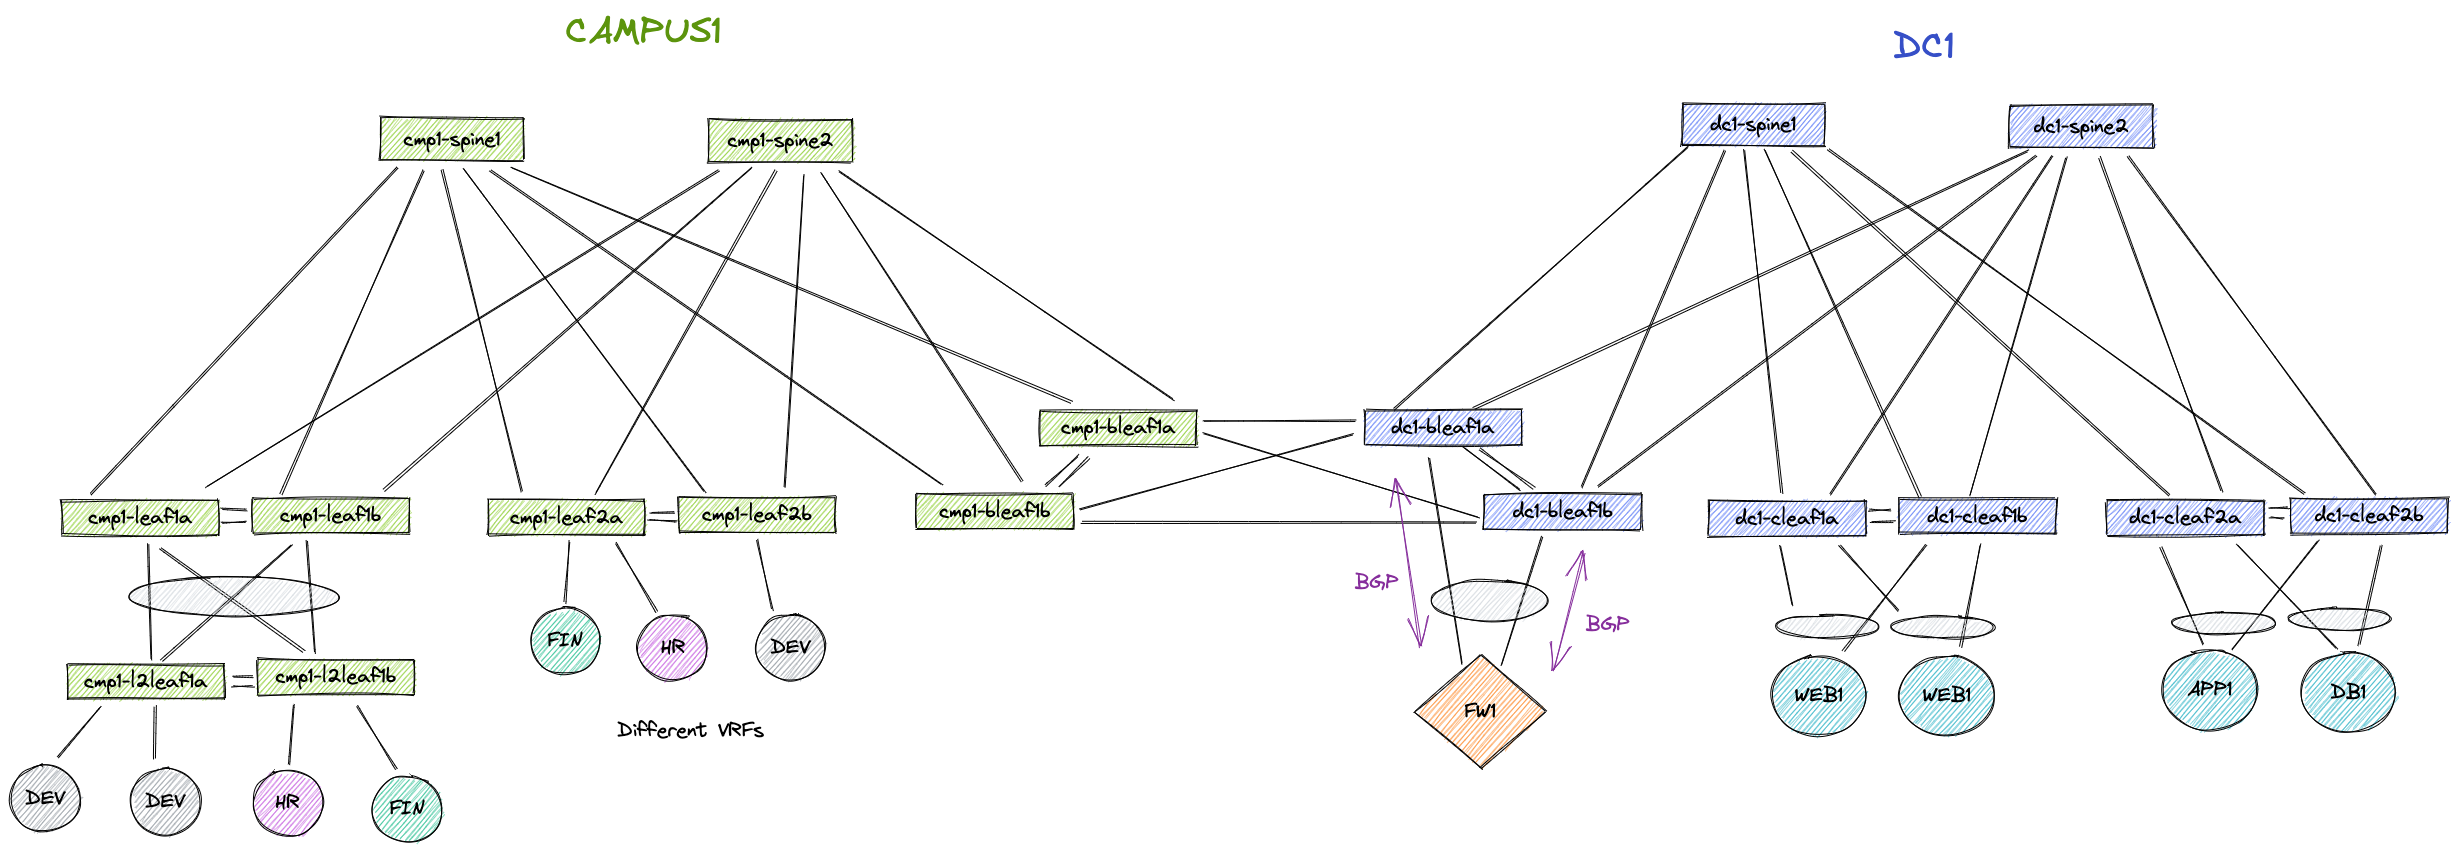 CAMPUS1
DC1
cmp1-spine1
cmp1-spine2
dc1-spine1
dc1-spine2
cmp1-bleaf1a
dc1-bleaf1a
cmp1-leaf1a
cmp1-leaf1b
cmp1-leaf2a
cmp1-leaf2b
cmp1-bleaf1b
dc1-bleaf1b
dc1-cleaf1a
dc1-cleaf1b
dc1-cleaf2a
dc1-cleaf2b
BGP
BGP
FIN
HR
DEV
cmp1-l2leaf1a
cmp1-l2leaf1b
FW1
WEB1
WEB1
APP1
DB1
Different VRFs
DEV
DEV
HR
FIN